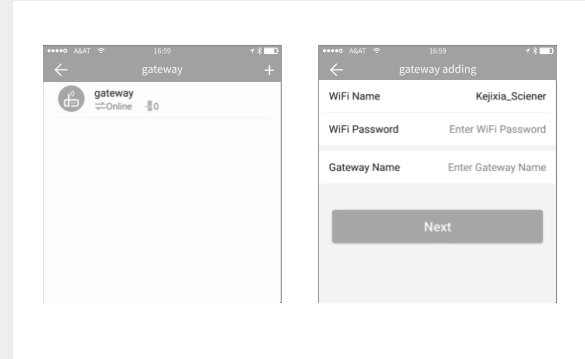 A&AT 16:59
gateway +
gateway
Online 0
A&AT 16:59
gateway adding
WiFi Name Kejixia_Sciener
WiFi Password Enter WiFi Password
Gateway Name Enter Gateway Name
Next